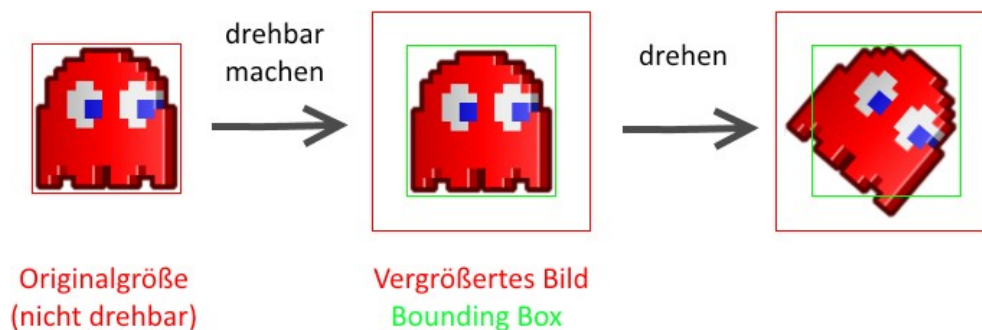 drehbar
machen
drehen
Originalgröße
(nicht drehbar)
Vergrößertes Bild
Bounding Box